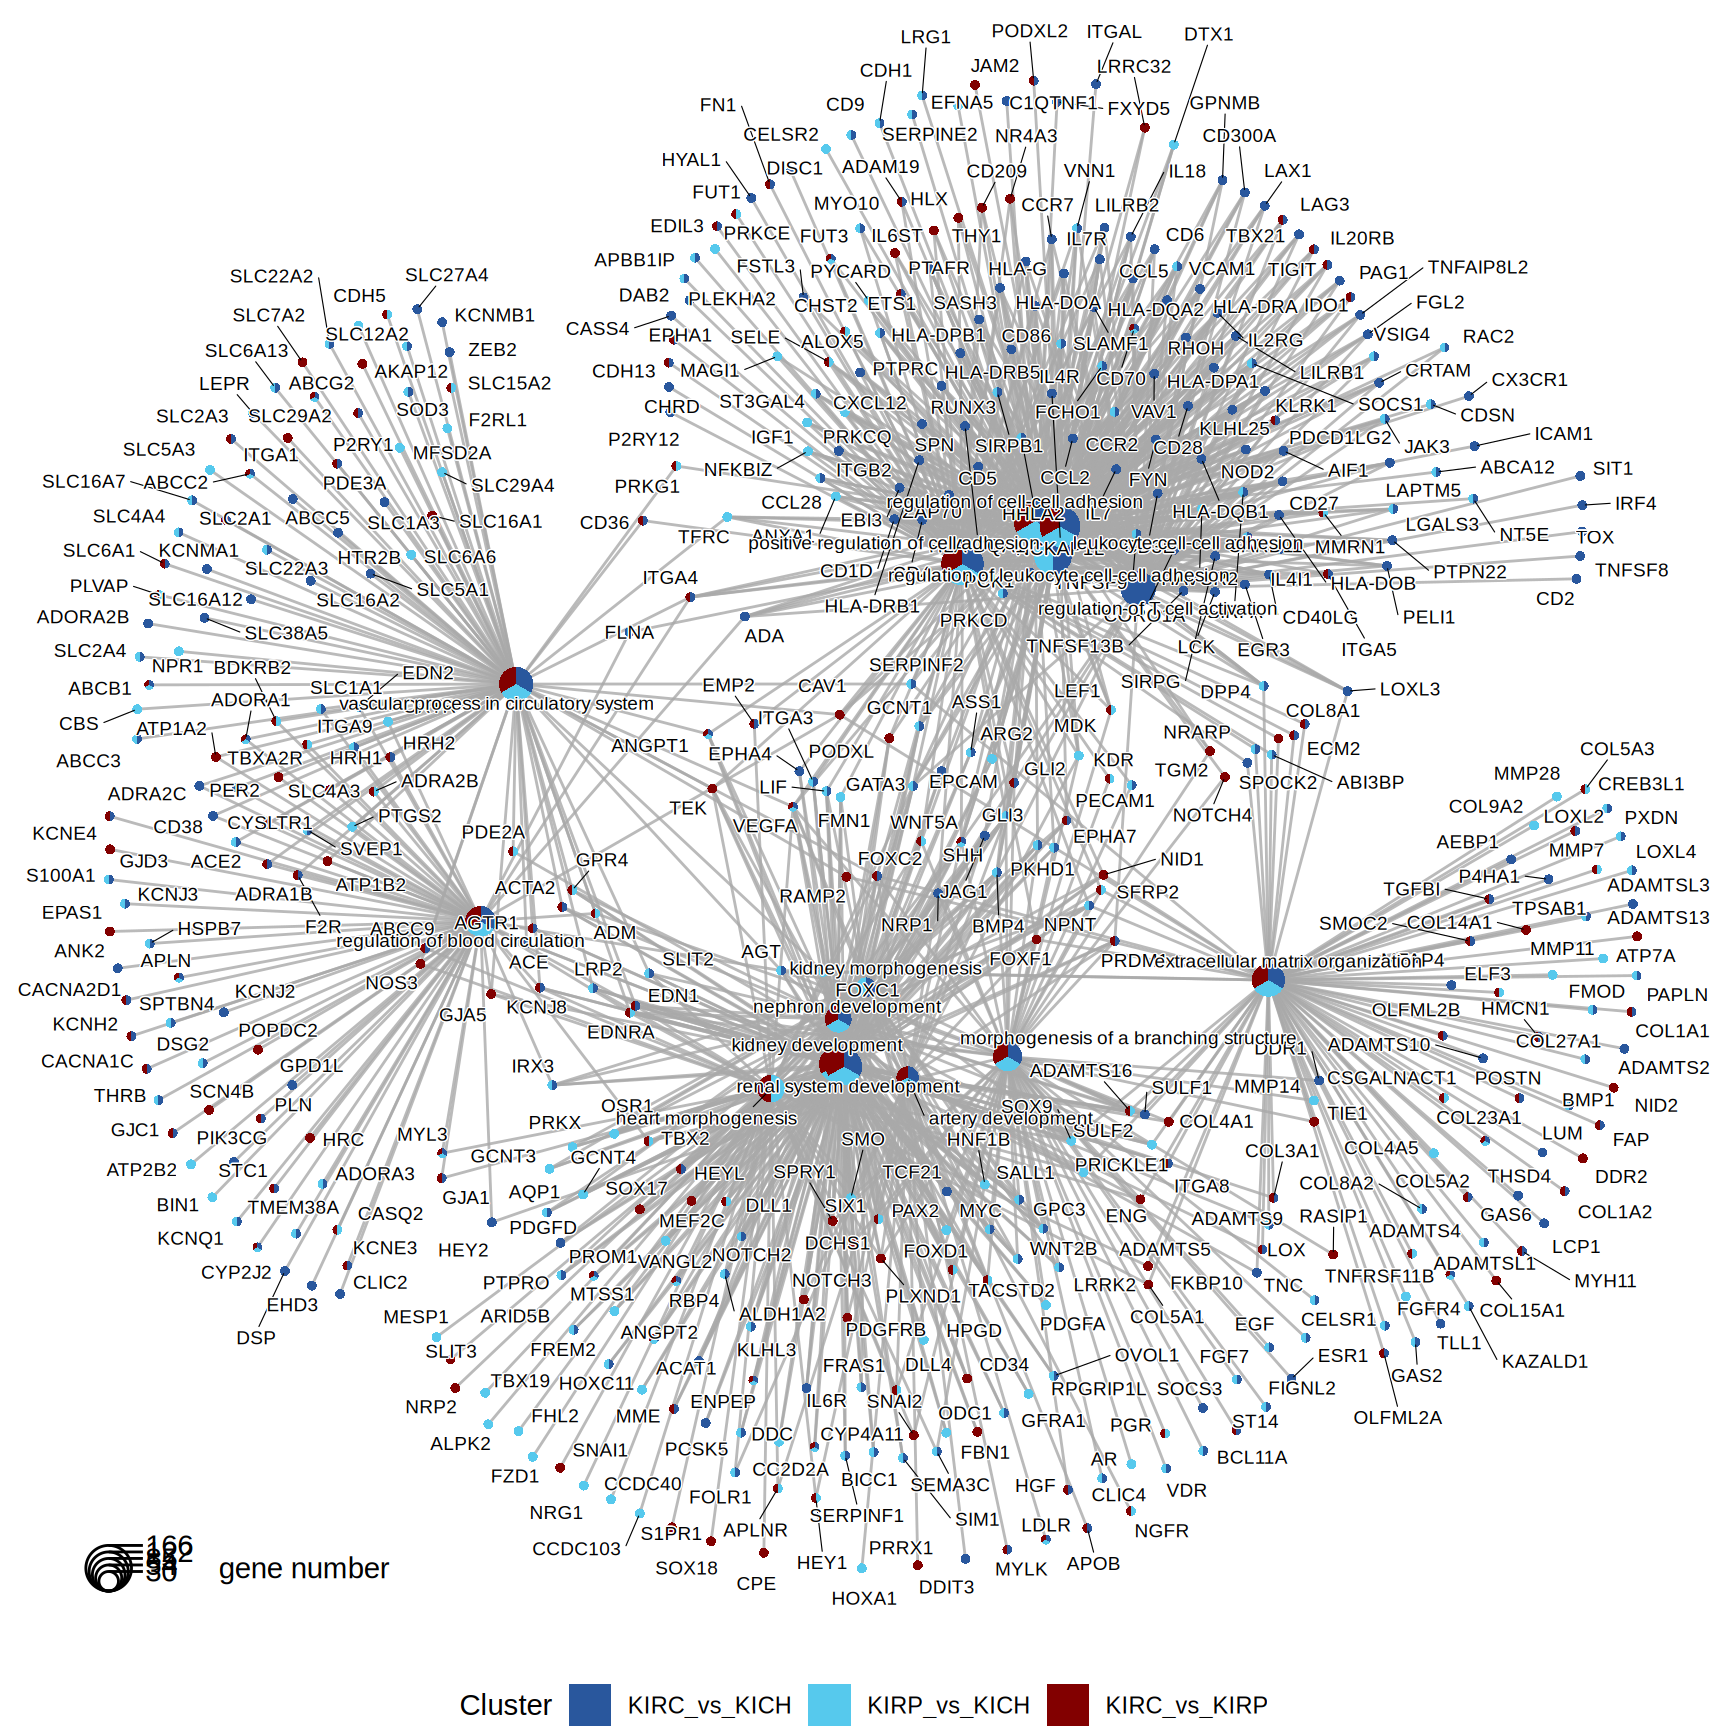 LRG1 PODXL2 ITGAL DTX1
CDH1 JAM2 LRRC32
FN1 CD9 EFNA5 C1QTNF1 FXYD5 GPNMB
CELSR2 SERPINE2 NR4A3 CD300A
HYAL1 DISC1 ADAM19 CD209 VNN1 IL18 LAX1
FUT1 MYO10 HLX CCR7 LILRB2 LAG3
EDIL3 PRKCE FUT3 IL6ST THY1 IL7R CD6 TBX21 IL20RB
APBB1IP FSTL3 PYCARD PTAFR HLA-G CCL5 VCAM1 TIGIT PAG1 TNFAIP8L2
SLC22A2 SLC27A4
CDH5 DAB2 PLEKHA2 CHST2 ETS1 SASH3 HLA-DOA HLA-DQA2 HLA-DRA IDO1 FGL2
SLC7A2 SLC12A2 KCNMB1 CASS4 EPHA1 SELE ALOX5 HLA-DPB1 CD86 SLAMF1 RHOH IL2RG VSIG4 RAC2
SLC6A13 ZEB2 CDH13 MAGI1 PTPRC HLA-DRB5 IL4R CD70 HLA-DPA1 LILRB1 CRTAM CX3CR1
LEPR ABCG2 AKAP12 SLC15A2
SLC2A3 SLC29A2 SOD3 F2RL1 CHRD ST3GAL4 CXCL12 RUNX3 FCHO1 VAV1 KLRK1 SOCS1 CDSN
SLC5A3 ITGA1 P2RY1 MFSD2A P2RY12 IGF1 PRKCQ SPN SIRPB1 CCR2 CD28 KLHL25 PDCD1LG2 JAK3 ICAM1
SLC16A7 ABCC2 PDE3A SLC29A4 PRKG1 NFKBIZ ITGB2 CD5 CCL2 FYN NOD2 AIF1 ABCA12 SIT1
SLC4A4 SLC2A1 ABCC5 SLC1A3 SLC16A1 CD36 CCL28 EBI3 regulation of cell-cell adhesion HHLA2 IL7 HLA-DQB1 CD27 LAPTM5 IRF4
SLC6A1 KCNMA1 HTR2B SLC6A6 TFRC ANXA1 positive regulation of cell adhesion leukocyte cell-cell adhesion MMRN1 LGALS3 NT5E TOX
PLVAP SLC22A3 SLC5A1 ITGA4 CD1D regulation of leukocyte cell-cell adhesion IL4I1 HLA-DOB PTPN22 TNFSF8
SLC16A12 SLC16A2 HLA-DRB1 regulation of T cell activation CD40LG PELI1 CD2
ADORA2B SLC38A5 FLNA ADA PRKCD
SLC2A4 NPR1 BDKRB2 EDN2 SERPINF2 TNFSF13B LCK EGR3 ITGA5
ABCB1 ADORA1 SLC1A1 EMP2 CAV1 LEF1 SIRPG DPP4 LOXL3
CBS ATP1A2 vascular process in circulatory system ITGA3 GCNT1 ASS1 MDK COL8A1
ABCC3 TBXA2R ITGA9 HRH1 HRH2 ANGPT1 EPHA4 PODXL ARG2 KDR NRARP ECM2 COL5A3
ADRA2C PER2 SLC4A3 ADRA2B TEK LIF GATA3 EPCAM GLI2 PECAM1 TGM2 SPOCK2 ABI3BP MMP28 CREB3L1
KCNE4 CD38 CYSLTR1 PTGS2 PDE2A VEGFA FMN1 WNT5A GLI3 EPHA7 NOTCH4 COL9A2 LOXL2 PXDN
GJD3 ACE2 SVEP1 GPR4 FOXC2 SHH PKHD1 NID1 AEBP1 MMP7 LOXL4
S100A1 KCNJ3 ADRA1B ATP1B2 ACTA2 RAMP2 JAG1 SFRP2 TGFBI P4HA1 ADAMTSL3
EPAS1 HSPB7 F2R ABCC9 AGTR1 ADM NRP1 BMP4 NPNT SMOC2 COL14A1 TPSAB1 ADAMTS13
ANK2 APLN regulation of blood circulation ACE LRP2 SLIT2 AGT kidney morphogenesis FOXF1 extracellular matrix organization MMP11 ATP7A
CACNA2D1 SPTBN4 KCNJ2 NOS3 KCNJ8 EDN1 FOXC1 ELF3 FMOD PAPLN
KCNH2 DSG2 POPDC2 GJA5 EDNRA nephron development OLFML2B HMCN1 COL1A1
CACNA1C GPD1L IRX3 kidney development morphogenesis of a branching structure DDR1 ADAMTS10 COL27A1 ADAMTS2
THRB SCN4B PLN OSR1 renal system development ADAMTS16 SULF1 MMP14 CSGALNACT1 POSTN BMP1 NID2
GJC1 PIK3CG HRC MYL3 PRKX heart morphogenesis SOX9 artery development SULF2 COL4A1 TIE1 COL23A1 LUM FAP
ATP2B2 STC1 ADORA3 GCNT3 GCNT4 TBX2 SMO HNF1B PRICKLE1 COL3A1 COL4A5 THSD4 DDR2
BIN1 TMEM38A CASQ2 GJA1 AQP1 SOX17 HEYL SPRY1 TCF21 SALL1 ITGA8 COL8A2 COL5A2 GAS6 COL1A2
KCNQ1 KCNE3 HEY2 PDGFD MEF2C DLL1 SIX1 PAX2 MYC GPC3 ENG ADAMTS9 RASIP1 ADAMTS4 LCP1
CYP2J2 CLIC2 PTPRO PROM1 VANGL2 NOTCH2 DCHS1 FOXD1 WNT2B ADAMTS5 LOX TNFRSF11B ADAMTSL1 MYH11
EHD3 MESP1 ARID5B MTSS1 RBP4 NOTCH3 PLXND1 TACSTD2 LRRK2 FKBP10 TNC FGFR4 COL15A1
DSP SLIT3 FREM2 ANGPT2 ALDH1A2 PDGFRB HPGD PDGFA COL5A1 EGF CELSR1 TLL1 KAZALD1
NRP2 TBX19 HOXC11 ACAT1 KLHL3 FRAS1 DLL4 CD34 OVOL1 FGF7 ESR1 GAS2
ALPK2 FHL2 MME ENPEP IL6R SNAI2 ODC1 RPGRIP1L SOCS3 FIGNL2 OLFML2A
FZD1 SNAI1 PCSK5 DDC CYP4A11 FBN1 GFRA1 PGR ST14
NRG1 CCDC40 FOLR1 CC2D2A BICC1 SEMA3C HGF AR CLIC4 VDR BCL11A
CCDC103 S1PR1 APLNR SERPINF1 SIM1 LDLR NGFR
SOX18 CPE HEY1 PRRX1 DDIT3 MYLK APOB
HOXA1
166
gene number
Cluster KIRC_vs_KICH KIRP_vs_KICH KIRC_vs_KIRP